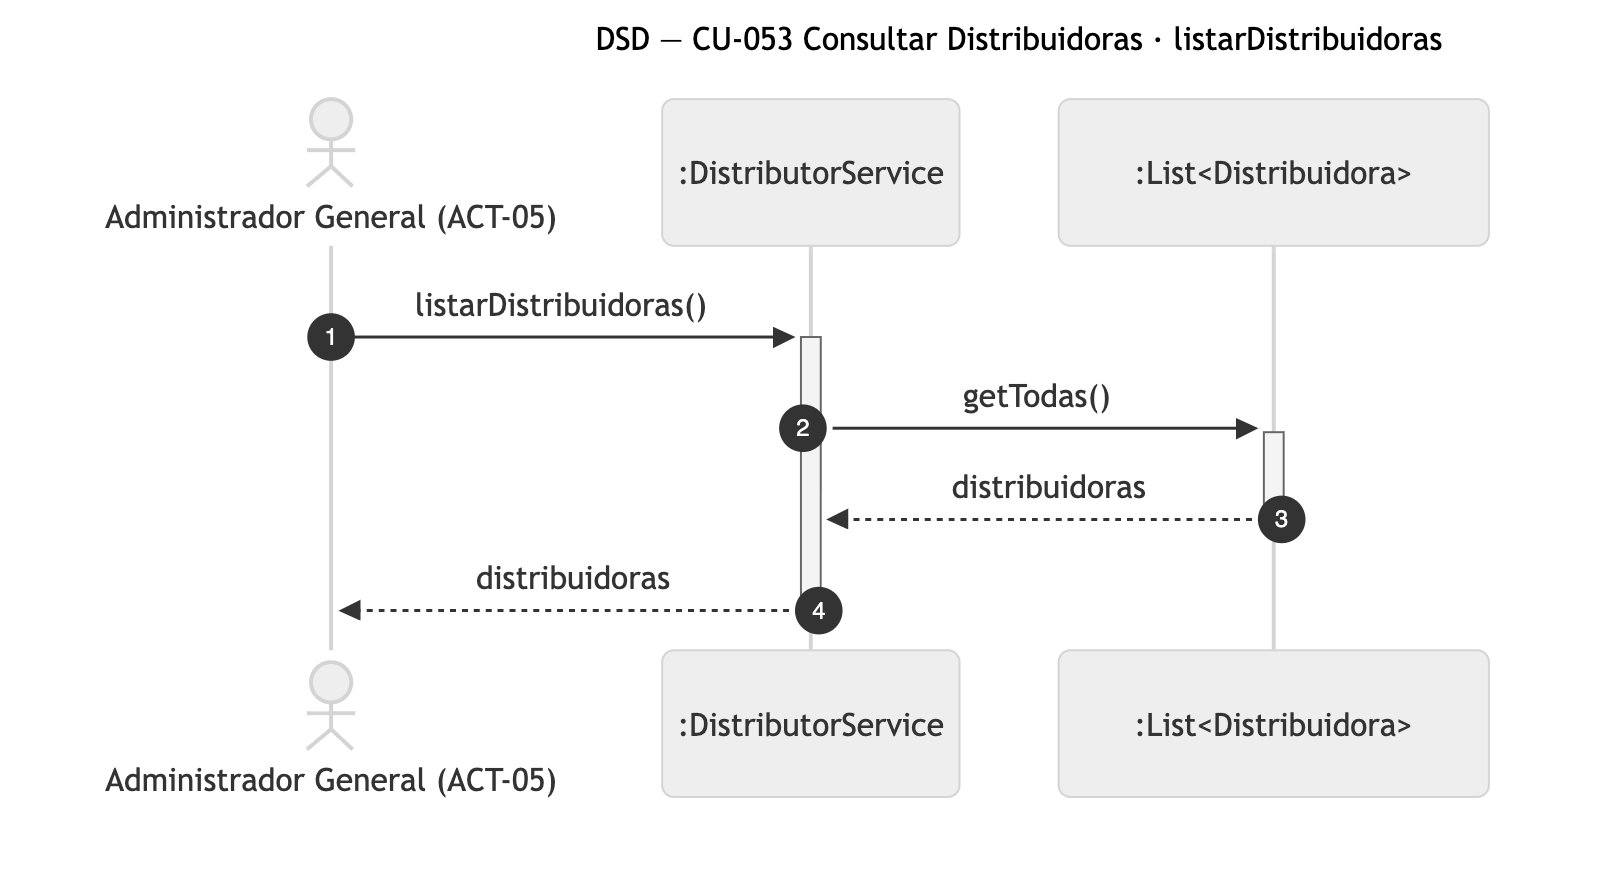 DSD — CU-053 Consultar Distribuidoras · listarDistribuidoras
Administrador General (ACT-05)
:DistributorService
:List<Distribuidora>
listarDistribuidoras()
1
getTodas()
2
distribuidoras
3
distribuidoras
4
Administrador General (ACT-05)
:DistributorService
:List<Distribuidora>